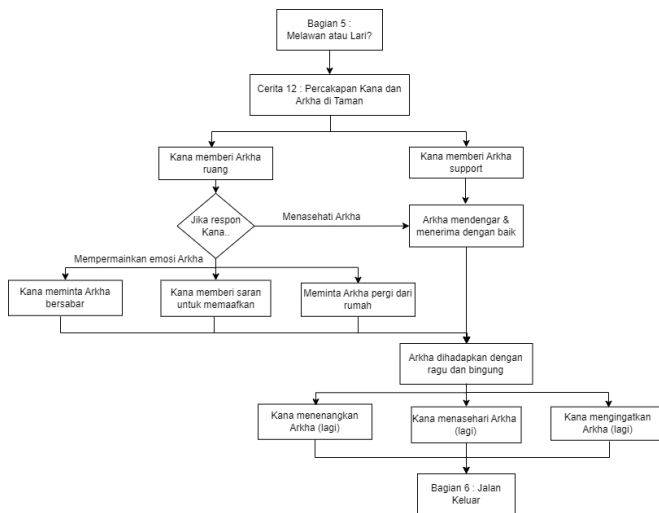 Bagian 5 :
Melawan atau Lari?
Cerita 12 : Percakapan Kana dan
Arkha di Taman
Kana memberi Arkha
ruang
Kana memberi Arkha
support
Jika respon
Kana..
Menasehati Arkha
Arkha mendengar &
menerima dengan baik
Mempermainkan emosi Arkha
Kana meminta Arkha
bersabar
Kana memberi saran
untuk memaafkan
Meminta Arkha pergi dari
rumah
Arkha dihadapkan dengan
ragu dan bingung
Kana menenangkan
Arkha (lagi)
Kana menasehari Arkha
(lagi)
Kana mengingatkan
Arkha (lagi)
Bagian 6 : Jalan
Keluar